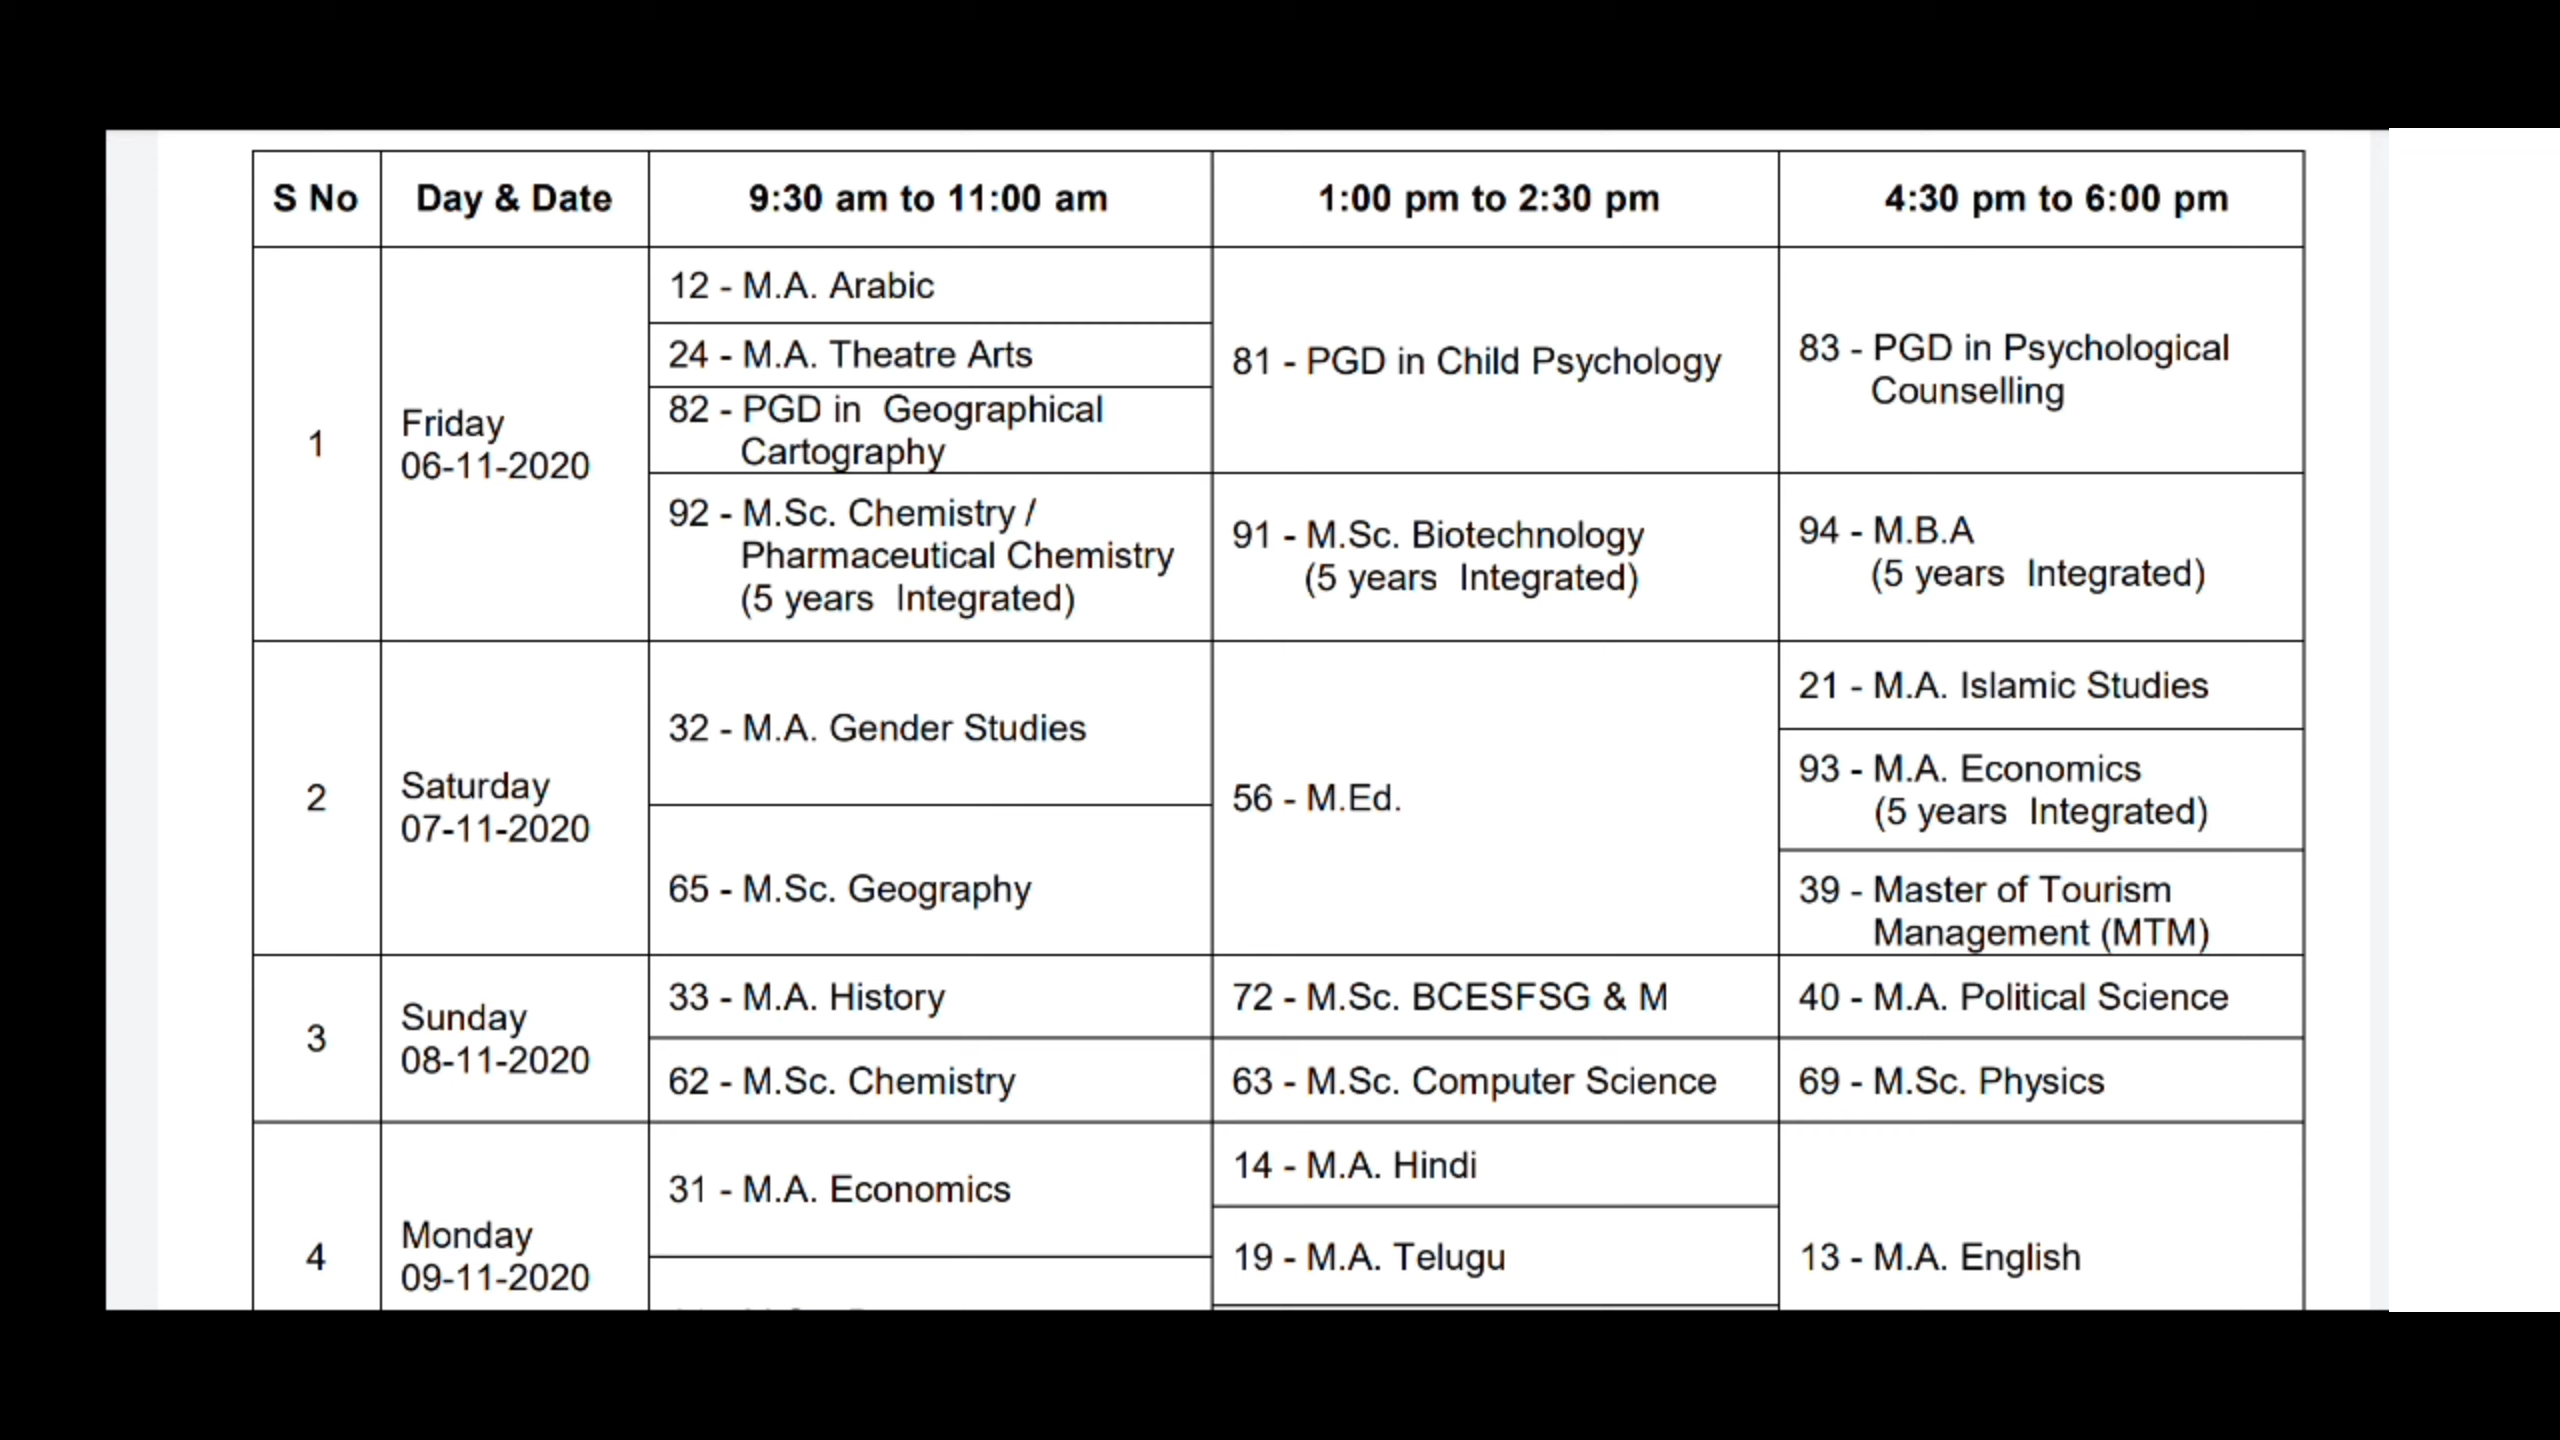 S No Day & Date 9:30 am to 11:00 am 1:00 pm to 2:30 pm 4:30 pm to 6:00 pm
1
Friday
06-11-2020
12 - M.A. Arabic
24 - M.A. Theatre Arts
82 - PGD in Geographical
Cartography
92 - M.Sc. Chemistry /
Pharmaceutical Chemistry
(5 years Integrated)
81 - PGD in Child Psychology
91 - M.Sc. Biotechnology
(5 years Integrated)
83 - PGD in Psychological
Counselling
94 - M.B.A
(5 years Integrated)
2
Saturday
07-11-2020
32 - M.A. Gender Studies
65 - M.Sc. Geography
56 - M.Ed.
21 - M.A. Islamic Studies
93 - M.A. Economics
(5 years Integrated)
39 - Master of Tourism
Management (MTM)
3
Sunday
08-11-2020
33 - M.A. History
62 - M.Sc. Chemistry
72 - M.Sc. BCESFSG & M
63 - M.Sc. Computer Science
40 - M.A. Political Science
69 - M.Sc. Physics
4
Monday
09-11-2020
31 - M.A. Economics
14 - M.A. Hindi
19 - M.A. Telugu
13 - M.A. English